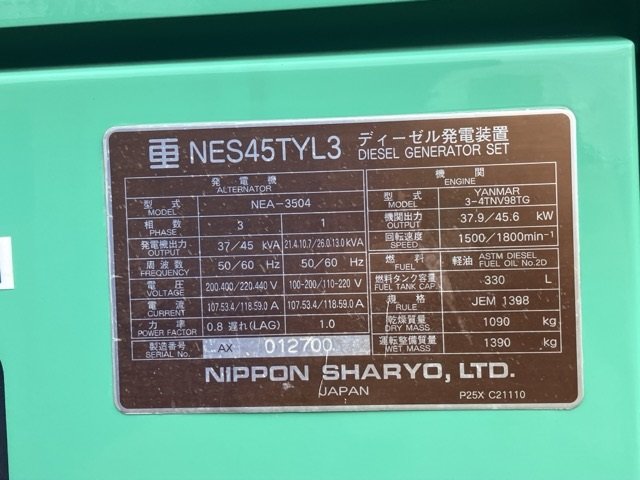 NES45TYL3 ディーゼル発電装置
DIESEL GENERATOR SET
発電機
ALTERNATOR
型式 MODEL NEA-3504
相数 PHASE 3 1
発電機出力 OUTPUT 37/45 kVA 21.4.10.7/26.0.13.0 kVA
周波数 FREQUENCY 50/60 Hz 50/60 Hz
電圧 VOLTAGE 200.400/220.440 V 100-200/110-220 V
電流 CURRENT 107.53.4/118.59.0 A 107.53.4/118.59.0 A
力率 POWER FACTOR 0.8 遅れ(LAG) 1.0
製造番号 SERIAL No. AX 012700
機関
ENGINE
型式 MODEL YANMAR 3-4TNV98TG
機関出力 OUTPUT 37.9/45.6 kW
回転速度 SPEED 1500/1800min⁻¹
燃料 FUEL 軽油 ASTM DIESEL FUEL OIL No.2D
燃料タンク容量 FUEL TANK CAP. 330 L
規格 RULE JEM 1398
乾燥質量 DRY MASS 1090 kg
運転整備質量 WET MASS 1390 kg
NIPPON SHARYO, LTD.
JAPAN
P25X C21110